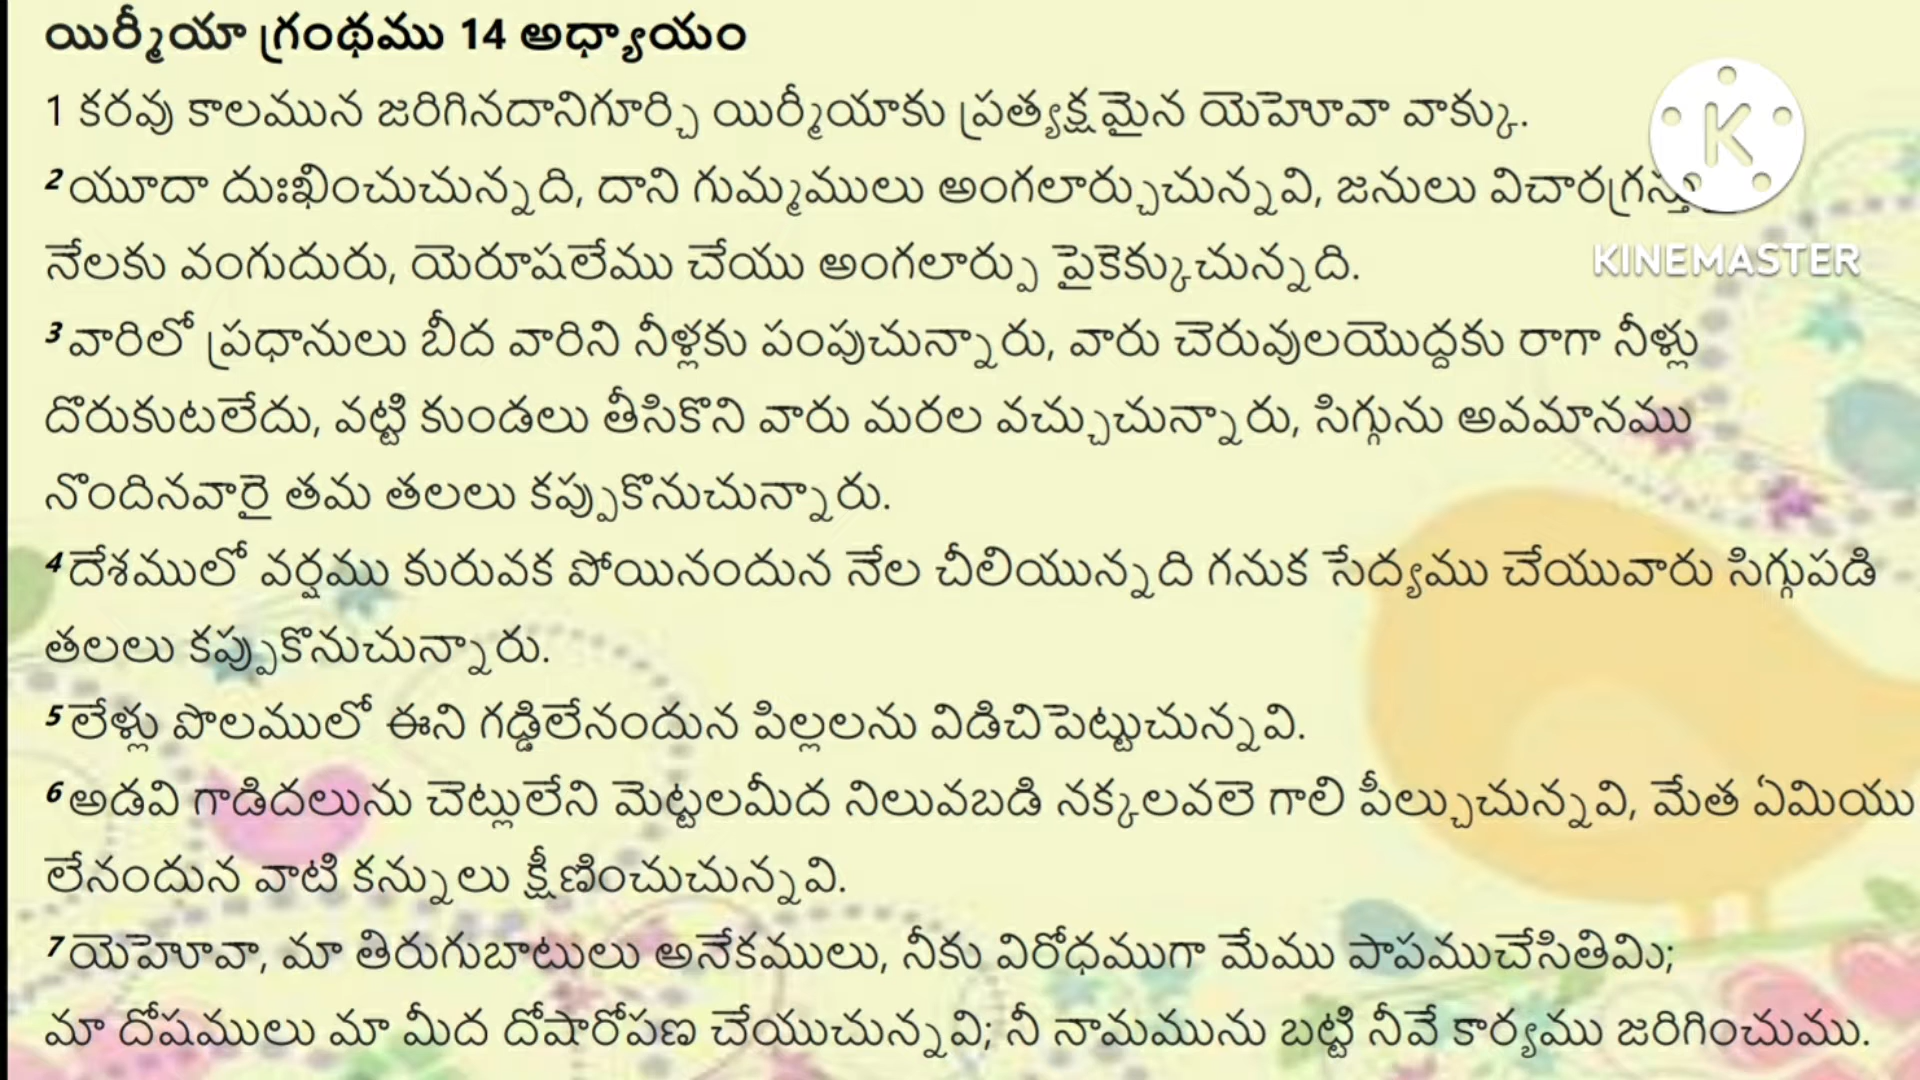 యిర్మీయా గ్రంథము 14 అధ్యాయం
1 కరవు కాలమున జరిగినదానిగూర్చి యిర్మీయాకు ప్రత్యక్షమైన యెహోవా వాక్కు.
2 యూదా దుఃఖించుచున్నది, దాని గుమ్మములు అంగలార్చుచున్నవి, జనులు
K
నేలకు వంగుదురు, యెరూషలేము చేయు అంగలార్పు పైకెక్కుచున్నది.
KINEMASTER
3 వారిలో ప్రధానులు బీద వారిని నీళ్లకు పంపుచున్నారు, వారు చెరువులయొద్దకు రాగా నీళ్లు
దొరుకుటలేదు, వట్టి కుండలు తీసికొని వారు మరల వచ్చుచున్నారు, సిగ్గును అవమానము
నొందినవారై తమ తలలు కప్పుకొనుచున్నారు.
4 దేశములో వర్షము కురువక పోయినందున నేల చీలియున్నది గనుక సేద్యము చేయువారు సిగ్గుపడి
తలలు కప్పుకొనుచున్నారు.
5 లేళ్లు పొలములో ఈని గడ్డిలేనందున పిల్లలను విడిచిపెట్టుచున్నవి.
6 అడవి గాడిదలును చెట్లులేని మెట్టలమీద నిలువబడి నక్కలవలె గాలి పీల్చుచున్నవి, మేత ఏమియు
లేనందున వాటి కన్నులు క్షీణించుచున్నవి.
7 యెహోవా, మా తిరుగుబాటులు అనేకములు, నీకు విరోధముగా మేము పాపముచేసితివిు;
మా దోషములు మా మీద దోషారోపణ చేయుచున్నవి; నీ నామమును బట్టి నీవే కార్యము జరిగించుము.